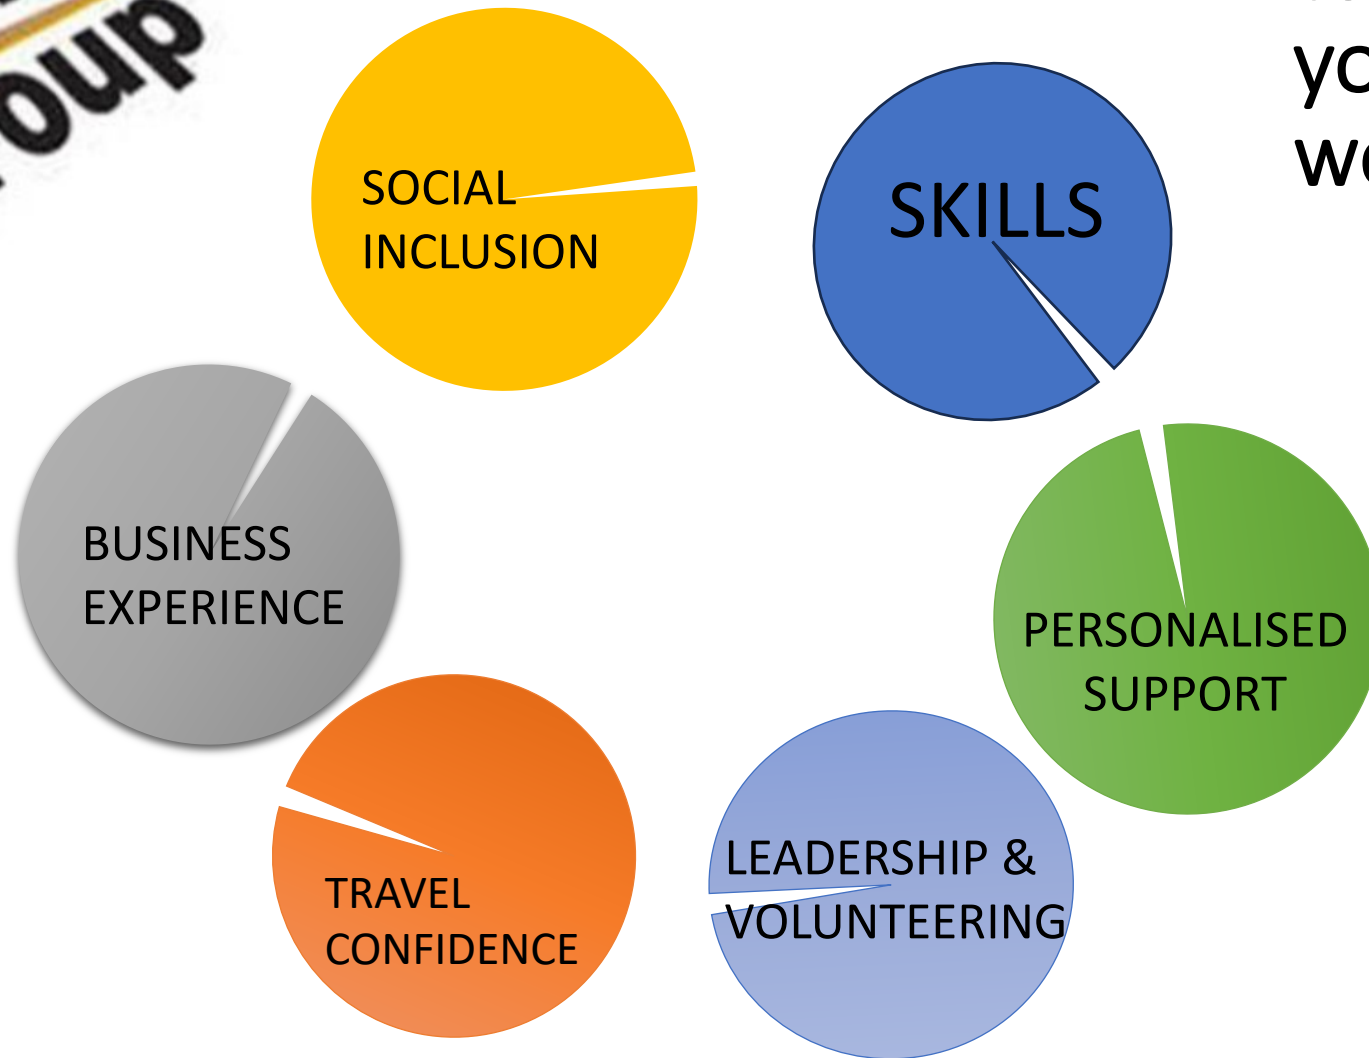 SOCIAL
INCLUSION
SKILLS
BUSINESS
EXPERIENCE
PERSONALISED
SUPPORT
TRAVEL
CONFIDENCE
LEADERSHIP &
VOLUNTEERING